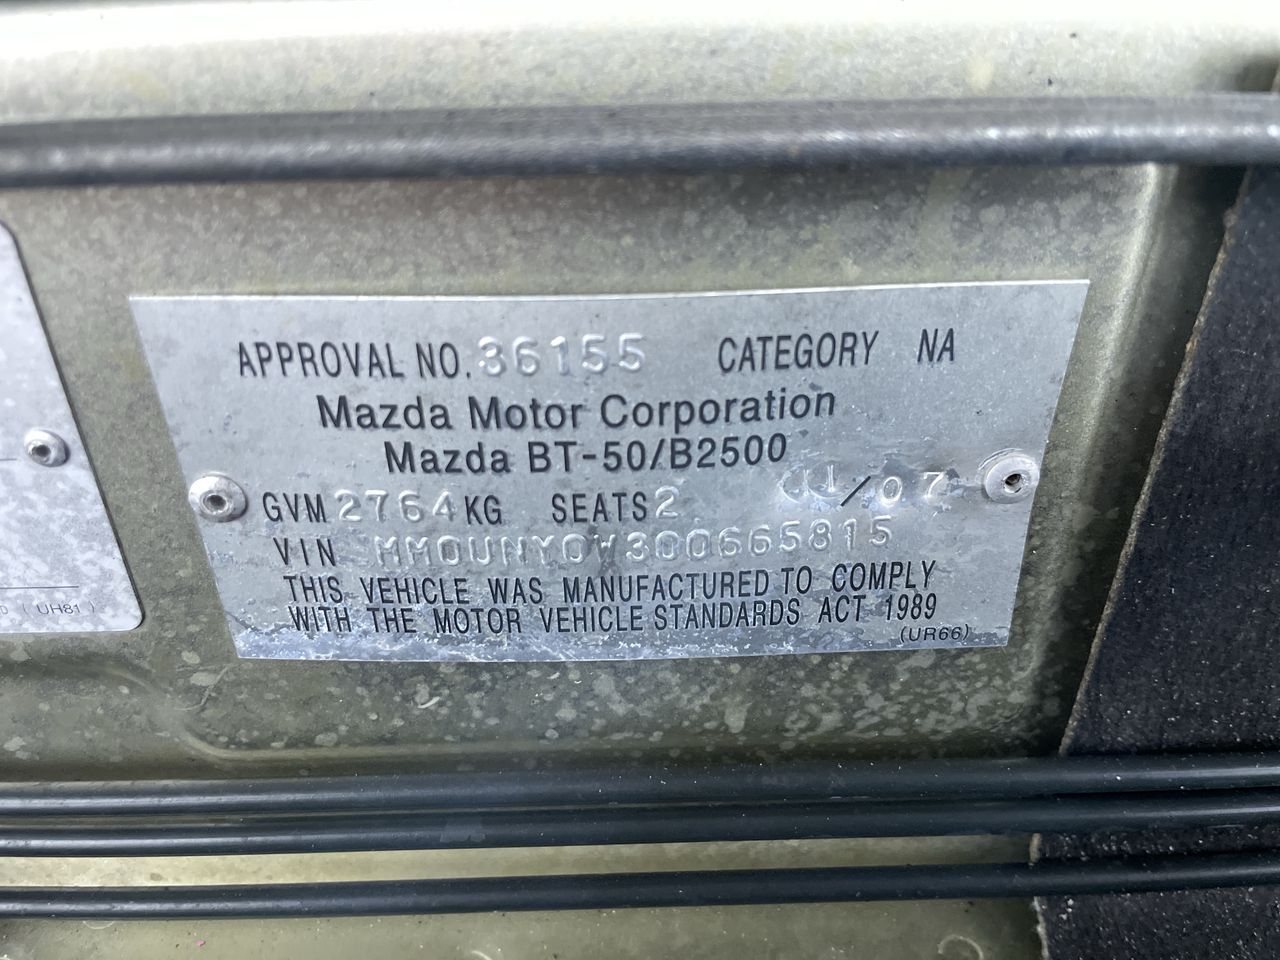 APPROVAL NO. 36155 CATEGORY NA
Mazda Motor Corporation
Mazda BT-50/B2500
GVM 2764 KG SEATS 2 /07
VIN MM0UNY0W300665815
THIS VEHICLE WAS MANUFACTURED TO COMPLY
WITH THE MOTOR VEHICLE STANDARDS ACT 1989
(UR66)
(UH81)